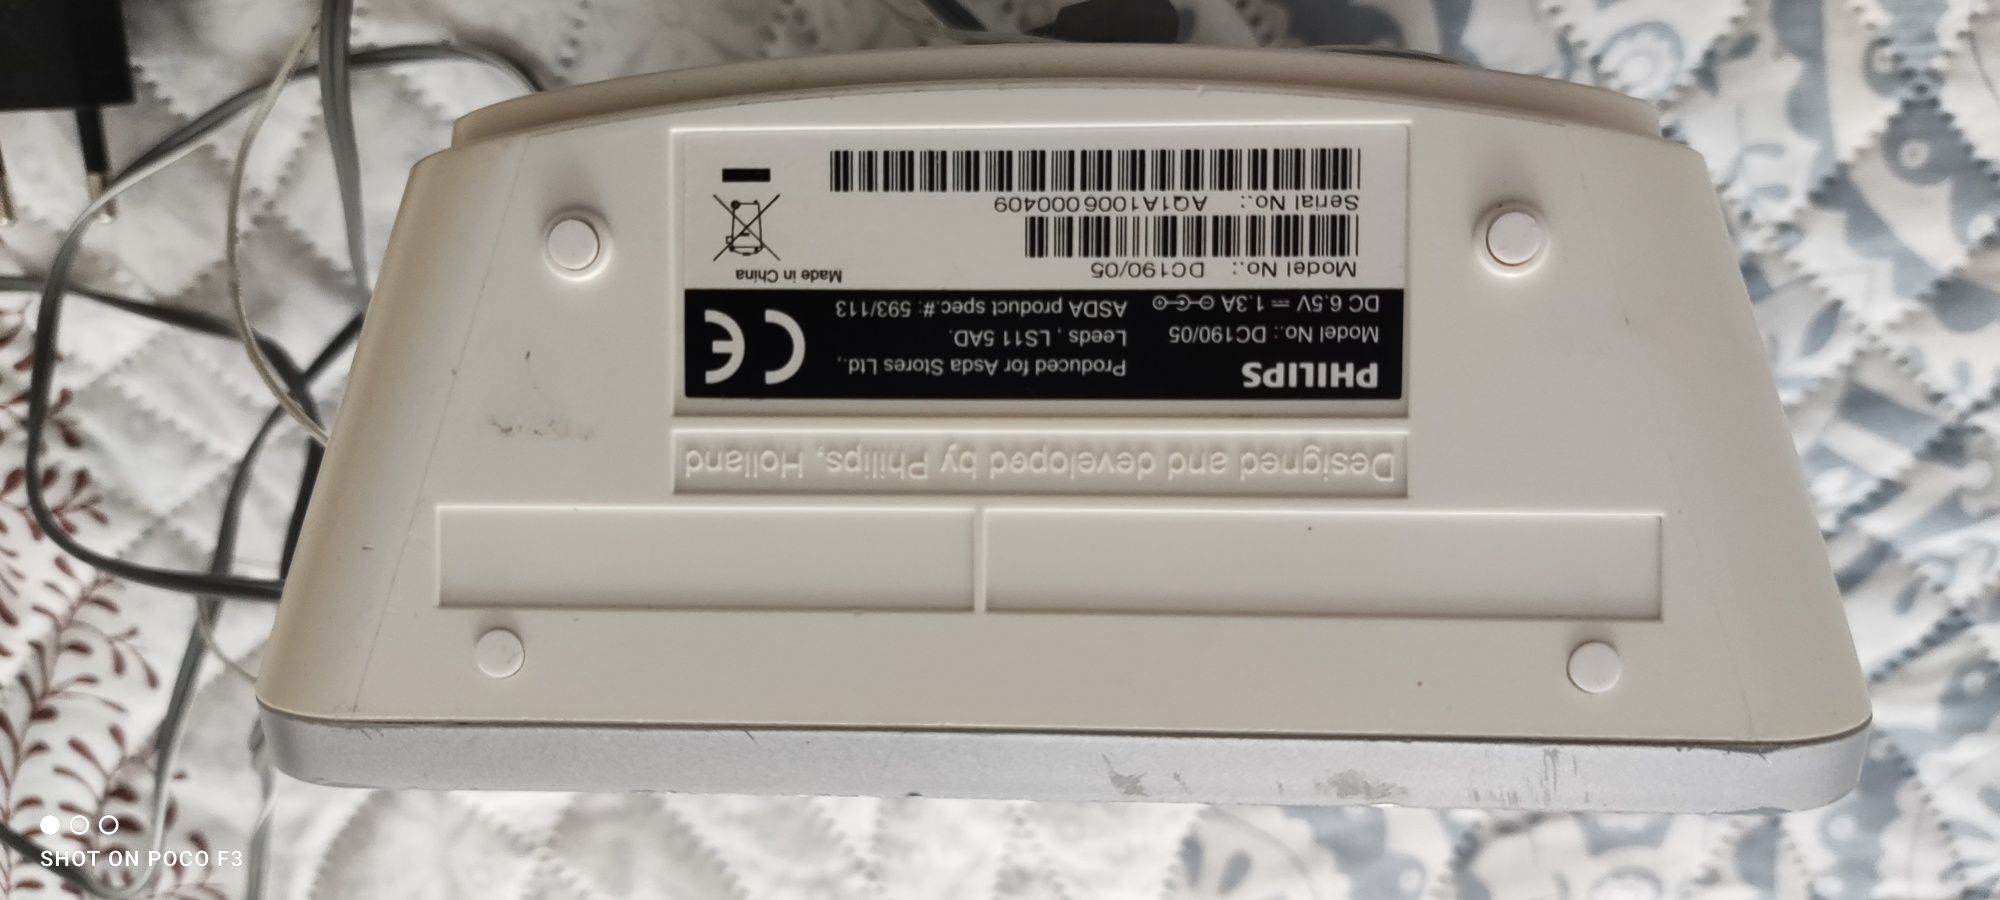 Designed and developed by Philips, Holland
PHILIPS
Model No.: DC190/05
DC 6.5V ⎓ 1.3A
Produced for Asda Stores Ltd.,
Leeds , LS11 5AD.
ASDA product spec.#: 593/113
CE
Model No.: DC190/05
Made in China
Serial No.: AQ1A1006000409
SHOT ON POCO F3